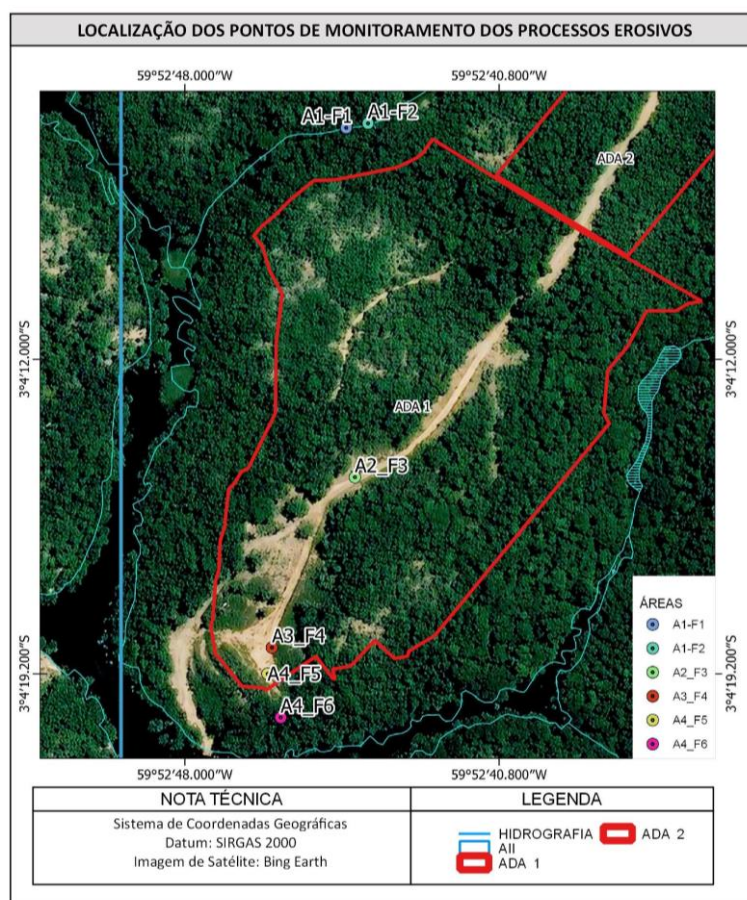 LOCALIZAÇÃO DOS PONTOS DE MONITORAMENTO DOS PROCESSOS EROSIVOS
59°52'48.000"W 59°52'40.800"W
A1-F1 A1-F2
ADA 2
3°4'12.000"S 3°4'12.000"S
ADA 1
A2_F3
A3_F4
A4_F5
A4_F6
3°4'19.200"S 3°4'19.200"S
ÁREAS
A1-F1
A1-F2
A2_F3
A3_F4
A4_F5
A4_F6
59°52'48.000"W 59°52'40.800"W
NOTA TÉCNICA
Sistema de Coordenadas Geográficas
Datum: SIRGAS 2000
Imagem de Satélite: Bing Earth
LEGENDA
HIDROGRAFIA ADA 2
AII
ADA 1